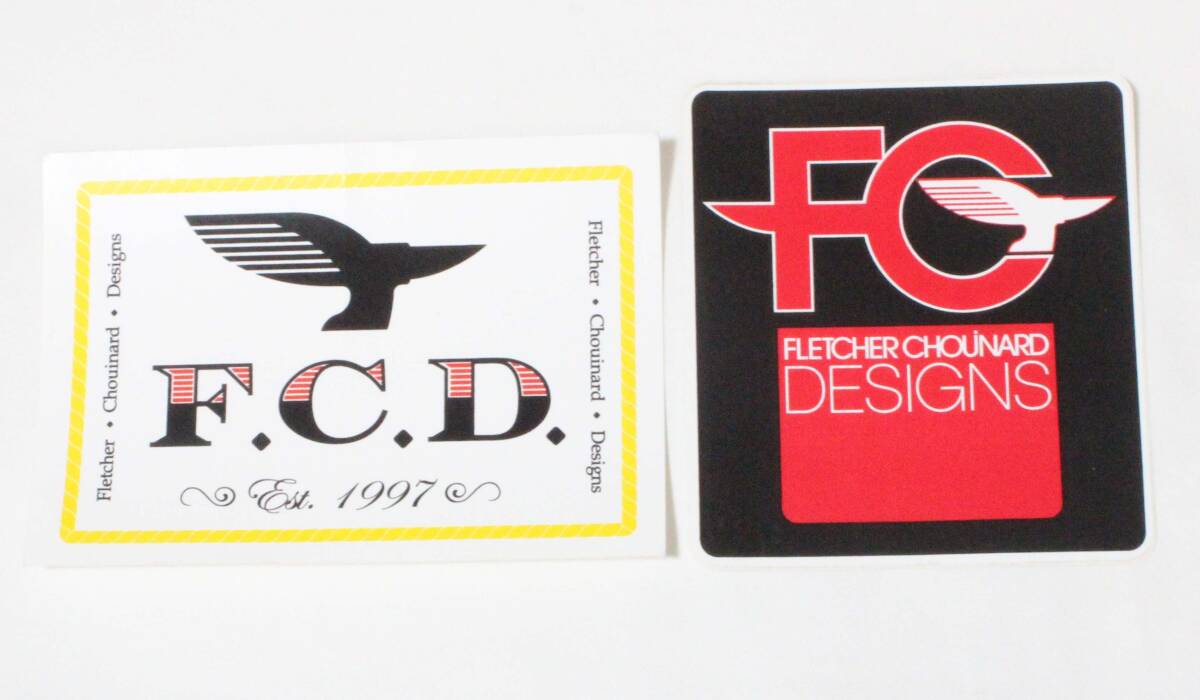 Fletcher • Chouinard • Designs
F.C.D.
Est. 1997
Fletcher • Chouinard • Designs
FC
FLETCHER CHOUiNARD
DESIGNS